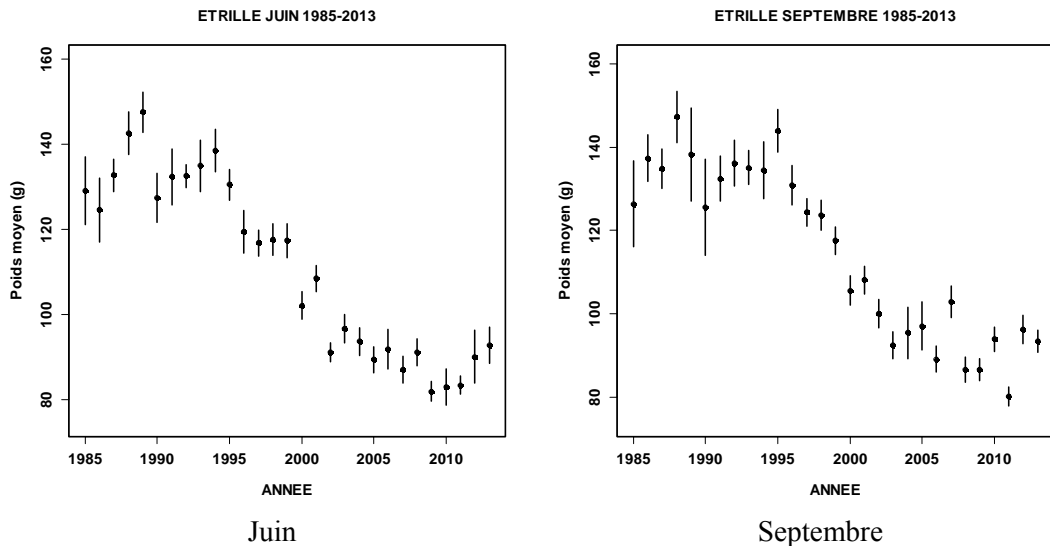 ETRILLE JUIN 1985-2013
160
140
120
100
80
Poids moyen (g)
1985 1990 1995 2000 2005 2010
ANNEE
Juin
ETRILLE SEPTEMBRE 1985-2013
160
140
120
100
80
Poids moyen (g)
1985 1990 1995 2000 2005 2010
ANNEE
Septembre